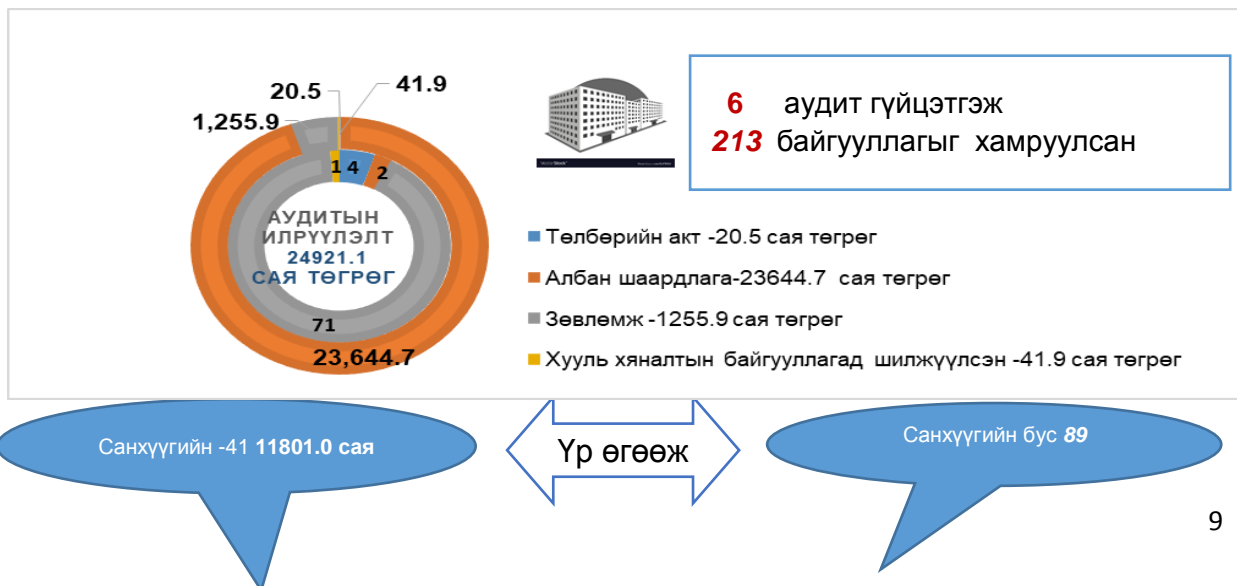 20.5
41.9
1,255.9
1
4
2
АУДИТЫН
ИЛРҮҮЛЭЛТ
24921.1
САЯ ТӨГРӨГ
71
23,644.7
6 аудит гүйцэтгэж
213 байгууллагыг хамруулсан
Төлбөрийн акт -20.5 сая төгрөг
Албан шаардлага-23644.7 сая төгрөг
Зөвлөмж -1255.9 сая төгрөг
Хууль хяналтын байгууллагад шилжүүлсэн -41.9 сая төгрөг
Санхүүгийн -41 11801.0 сая
Үр өгөөж
Санхүүгийн бус 89
9